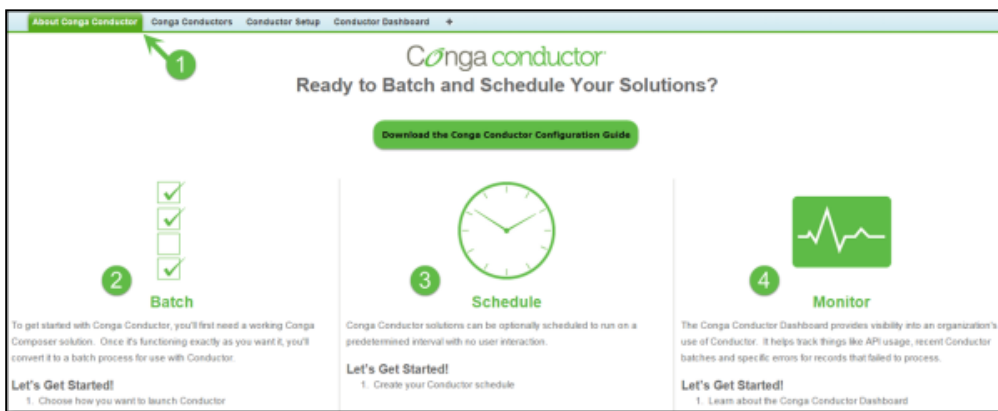 About Conga Conductor Conga Conductors Conductor Setup Conductor Dashboard +
1
Conga conductor
Ready to Batch and Schedule Your Solutions?
Download the Conga Conductor Configuration Guide
2
Batch
To get started with Conga Conductor, you'll first need a working Conga
Composer solution. Once it's functioning exactly as you want it, you'll
convert it to a batch process for use with Conductor.
Let's Get Started!
1. Choose how you want to launch Conductor
3
Schedule
Conga Conductor solutions can be optionally scheduled to run on a
predetermined interval with no user interaction.
Let's Get Started!
1. Create your Conductor schedule
4
Monitor
The Conga Conductor Dashboard provides visibility into an organization's
use of Conductor. It helps track things like API usage, recent Conductor
batches and specific errors for records that failed to process.
Let's Get Started!
1. Learn about the Conga Conductor Dashboard